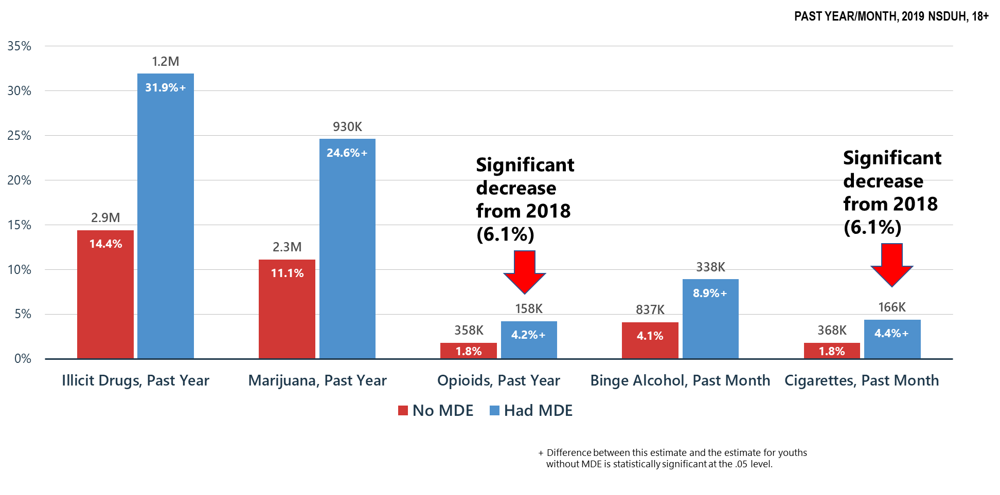 PAST YEAR/MONTH, 2019 NSDUH, 18+
35%
30%
25%
20%
15%
10%
5%
0%
2.9M
14.4%
1.2M
31.9%+
2.3M
11.1%
930K
24.6%+
Significant
decrease
from 2018
(6.1%)
358K
1.8%
158K
4.2%+
837K
4.1%
338K
8.9%+
Significant
decrease
from 2018
(6.1%)
368K
1.8%
166K
4.4%+
Illicit Drugs, Past Year
Marijuana, Past Year
Opioids, Past Year
Binge Alcohol, Past Month
Cigarettes, Past Month
No MDE
Had MDE
+ Difference between this estimate and the estimate for youths
without MDE is statistically significant at the .05 level.